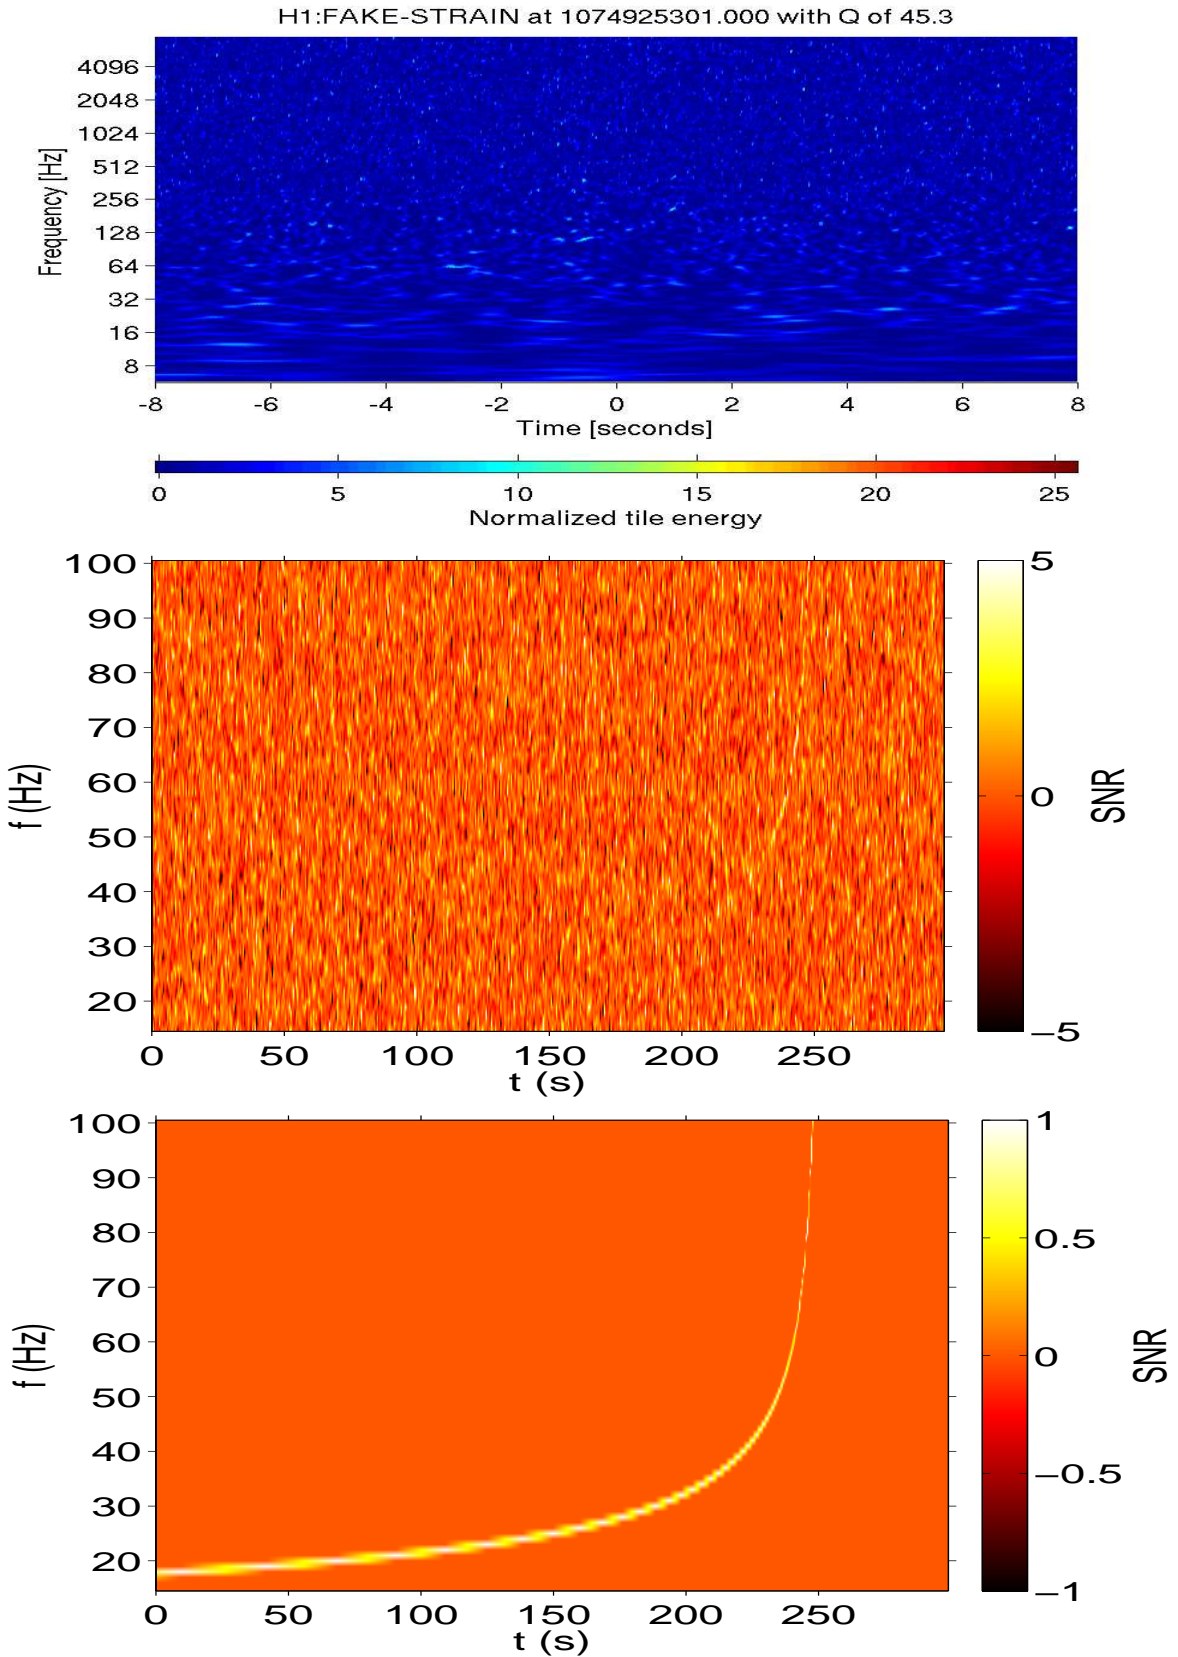 H1:FAKE-STRAIN at 1074925301.000 with Q of 45.3
Frequency [Hz]
4096
2048
1024
512
256
128
64
32
16
8
-8 -6 -4 -2 0 2 4 6 8
Time [seconds]
0 5 10 15 20 25
Normalized tile energy
f (Hz)
100
90
80
70
60
50
40
30
20
0 50 100 150 200 250
t (s)
5
0
−5
SNR
f (Hz)
100
90
80
70
60
50
40
30
20
0 50 100 150 200 250
t (s)
1
0.5
0
−0.5
−1
SNR